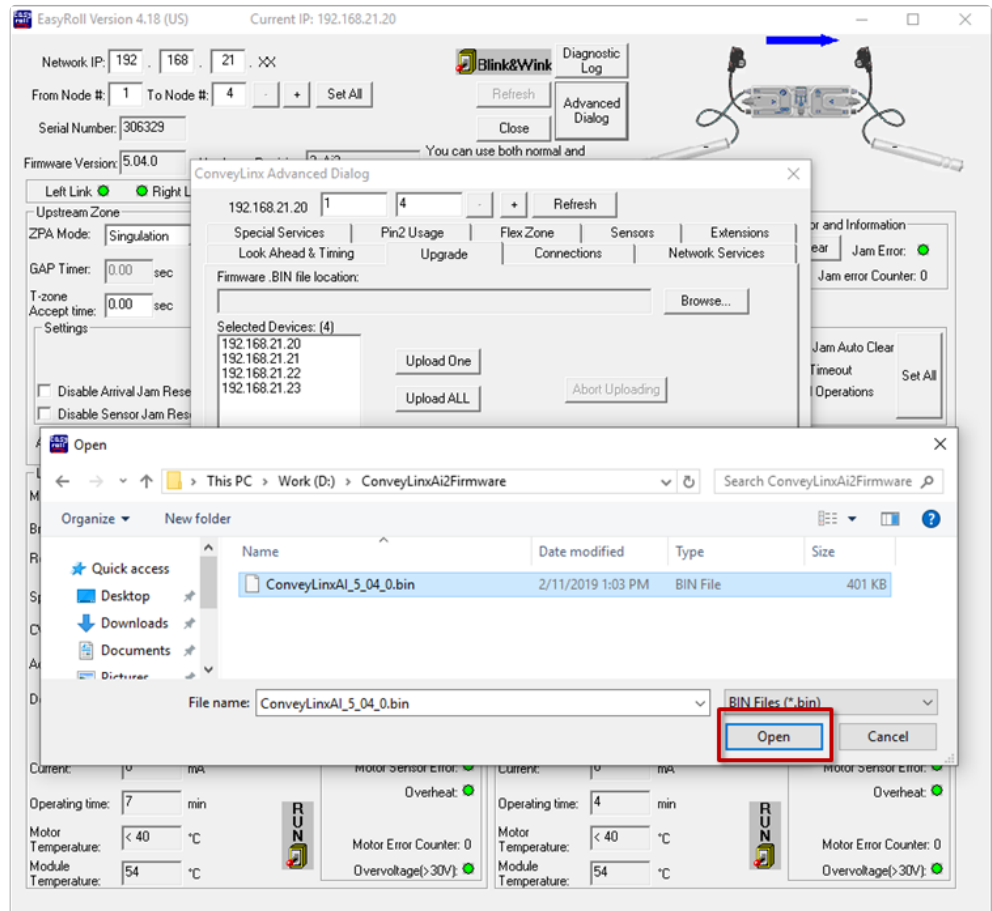 EasyRoll Version 4.18 (US) Current IP: 192.168.21.20
Network IP: 192 . 168 . 21 . XX
Blink&Wink
Diagnostic Log
From Node #: 1 To Node #: 4 - + Set All
Refresh
Advanced Dialog
Serial Number: 306329
Close
Firmware Version: 5.04.0
You can use both normal and
Left Link Right L
ConveyLinx Advanced Dialog
192.168.21.20 1 4 - + Refresh
Special Services Pin2 Usage Flex Zone Sensors Extensions
Look Ahead & Timing Upgrade Connections Network Services
Firmware .BIN file location:
Browse...
Selected Devices: (4)
192.168.21.20
192.168.21.21
192.168.21.22
192.168.21.23
Upload One
Upload ALL
Abort Uploading
Upstream Zone
ZPA Mode: Singulation
GAP Timer: 0.00 sec
T-zone
Accept time: 0.00 sec
Settings
Disable Arrival Jam Rese
Disable Sensor Jam Res
or and Information
ear Jam Error:
Jam error Counter: 0
Jam Auto Clear
Timeout
Operations
Set All
Open
This PC > Work (D:) > ConveyLinxAi2Firmware
Search ConveyLinxAi2Firmware
Organize New folder
Name Date modified Type Size
Quick access
Desktop
Downloads
Documents
Pictures
ConveyLinxAI_5_04_0.bin 2/11/2019 1:03 PM BIN File 401 KB
File name: ConveyLinxAI_5_04_0.bin
BIN Files (*.bin)
Open Cancel
Current: 0 mA Motor Sensor Error: Current: 0 mA Motor Sensor Error:
Overheat: Overheat:
Operating time: 7 min RUN Operating time: 4 min RUN
Motor Temperature: < 40 °C Motor Error Counter: 0 Motor Temperature: < 40 °C Motor Error Counter: 0
Module Temperature: 54 °C Overvoltage(>30V): Module Temperature: 54 °C Overvoltage(>30V):